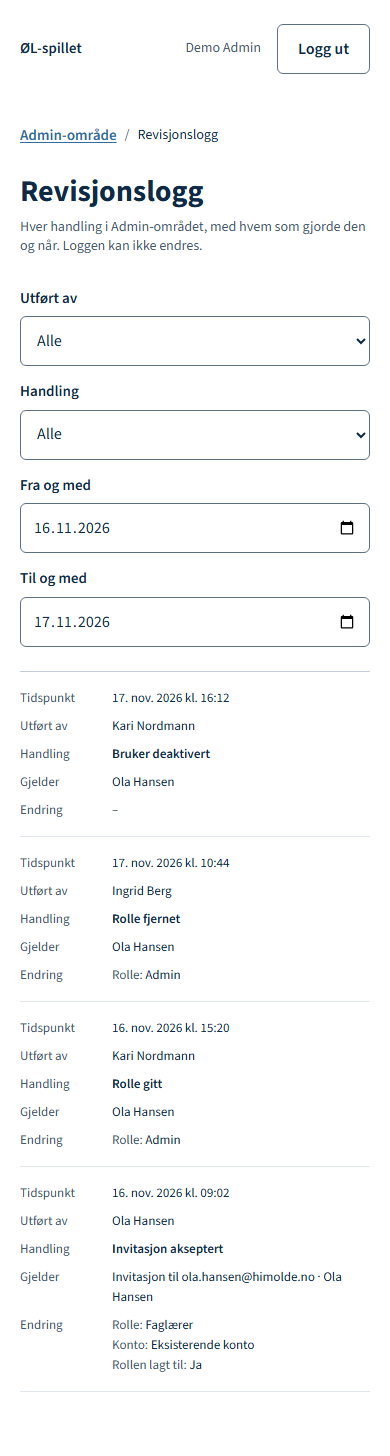 ØL-spillet
Demo Admin
Logg ut
Admin-område / Revisjonslogg
Revisjonslogg
Hver handling i Admin-området, med hvem som gjorde den
og når. Loggen kan ikke endres.
Utført av
Alle
Handling
Alle
Fra og med
16.11.2026
Til og med
17.11.2026
Tidspunkt 17. nov. 2026 kl. 16:12
Utført av Kari Nordmann
Handling Bruker deaktivert
Gjelder Ola Hansen
Endring –
Tidspunkt 17. nov. 2026 kl. 10:44
Utført av Ingrid Berg
Handling Rolle fjernet
Gjelder Ola Hansen
Endring Rolle: Admin
Tidspunkt 16. nov. 2026 kl. 15:20
Utført av Kari Nordmann
Handling Rolle gitt
Gjelder Ola Hansen
Endring Rolle: Admin
Tidspunkt 16. nov. 2026 kl. 09:02
Utført av Ola Hansen
Handling Invitasjon akseptert
Gjelder Invitasjon til ola.hansen@himolde.no · Ola
Hansen
Endring Rolle: Faglærer
Konto: Eksisterende konto
Rollen lagt til: Ja